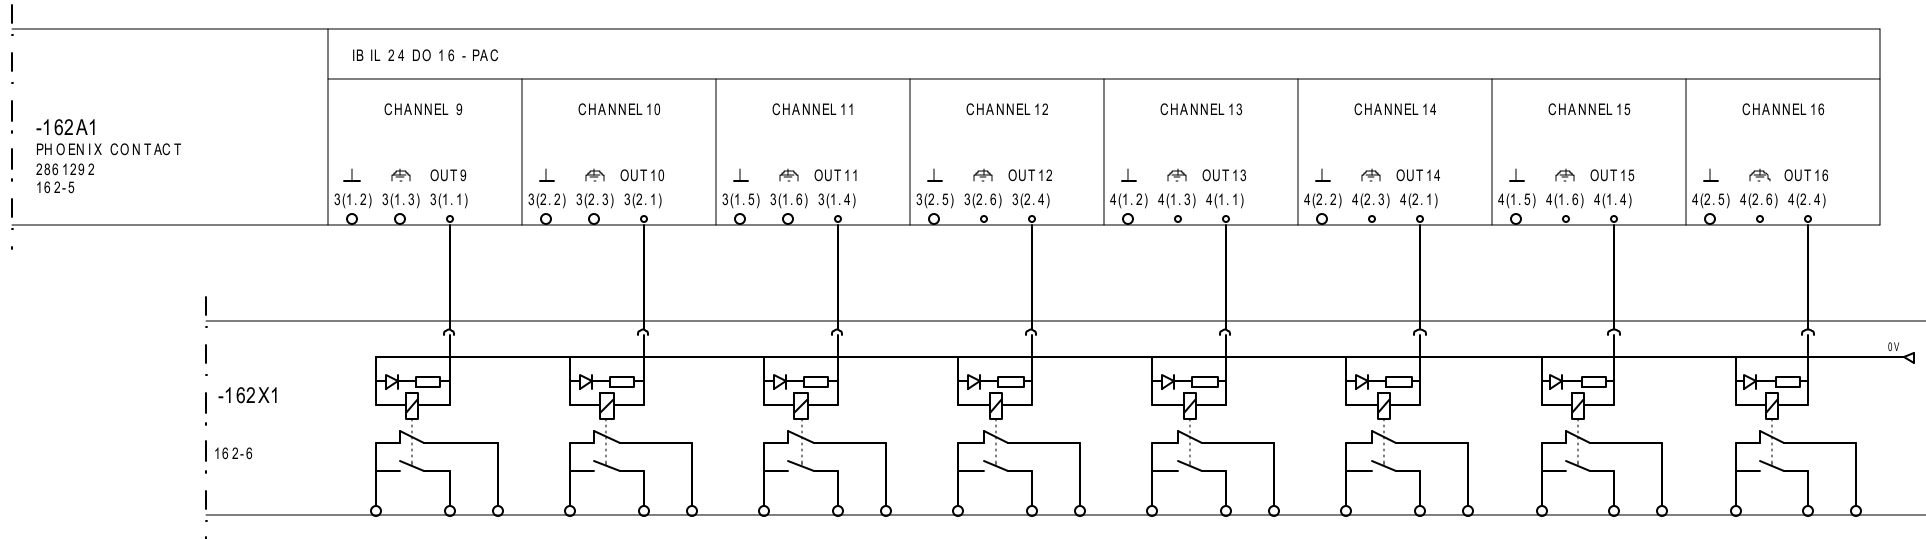 IB IL 24 DO 16 - PAC
CHANNEL 9 CHANNEL 10 CHANNEL 11 CHANNEL 12 CHANNEL 13 CHANNEL 14 CHANNEL 15 CHANNEL 16
-162A1
PHOENIX CONTACT
2861292
162-5
OUT9 OUT10 OUT11 OUT12 OUT13 OUT14 OUT15 OUT16
3(1.2) 3(1.3) 3(1.1) 3(2.2) 3(2.3) 3(2.1) 3(1.5) 3(1.6) 3(1.4) 3(2.5) 3(2.6) 3(2.4) 4(1.2) 4(1.3) 4(1.1) 4(2.2) 4(2.3) 4(2.1) 4(1.5) 4(1.6) 4(1.4) 4(2.5) 4(2.6) 4(2.4)
0V
-162X1
162-6